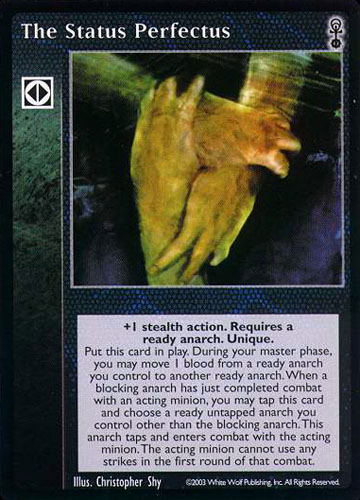 The Status Perfectus
+1 stealth action. Requires a
ready anarch. Unique.
Put this card in play. During your master phase,
you may move 1 blood from a ready anarch
you control to another ready anarch. When a
blocking anarch has just completed combat
with an acting minion, you may tap this card
and choose a ready untapped anarch you
control other than the blocking anarch. This
anarch taps and enters combat with the acting
minion. The acting minion cannot use any
strikes in the first round of that combat.
Illus. Christopher Shy ©2003 White Wolf Publishing, Inc. All Rights Reserved.